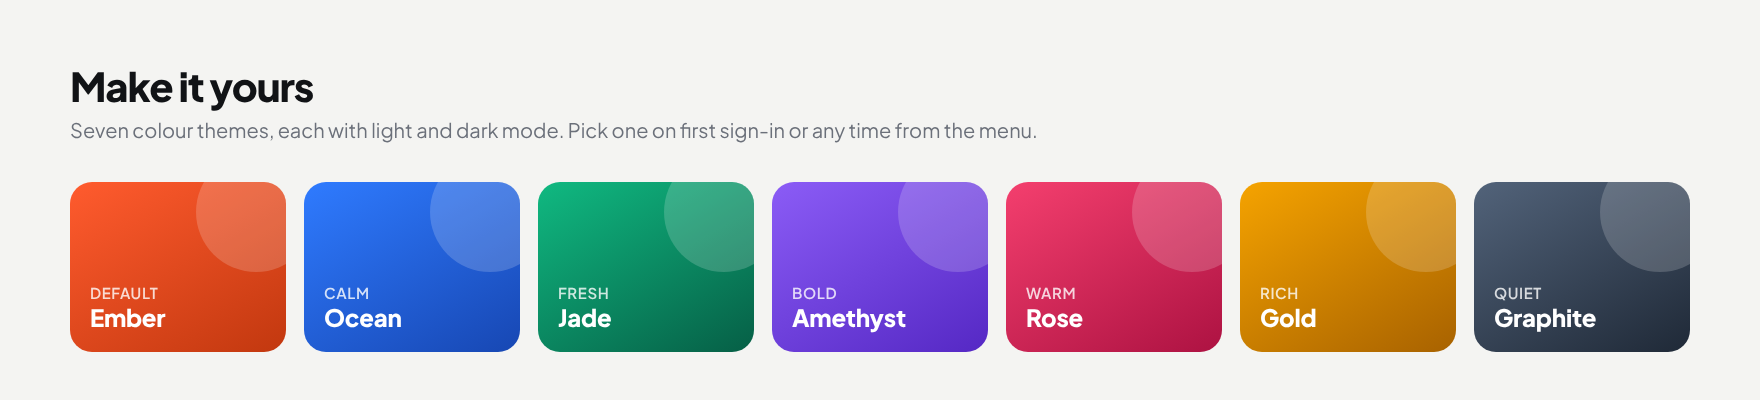 Make it yours
Seven colour themes, each with light and dark mode. Pick one on first sign-in or any time from the menu.
DEFAULT
Ember
CALM
Ocean
FRESH
Jade
BOLD
Amethyst
WARM
Rose
RICH
Gold
QUIET
Graphite